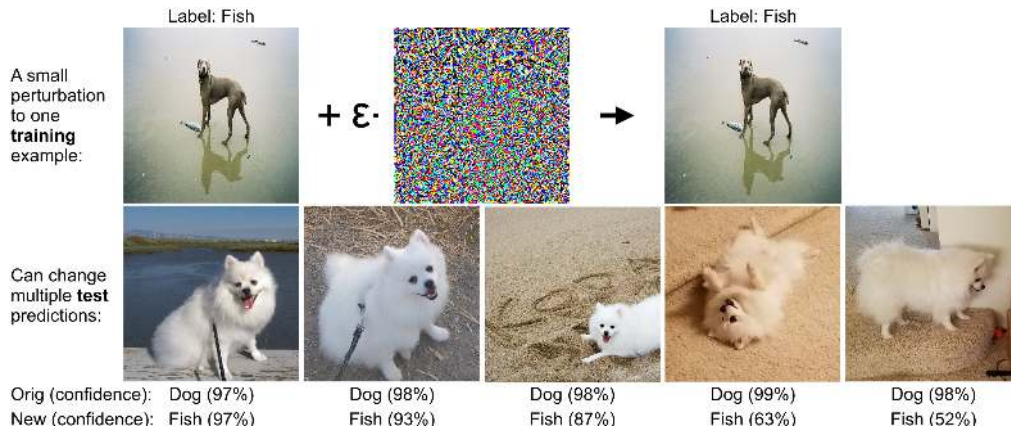 Label: Fish
Label: Fish
A small
perturbation
to one
training
example:
+ ε·
Can change
multiple test
predictions:
Orig (confidence): Dog (97%) Dog (98%) Dog (98%) Dog (99%) Dog (98%)
New (confidence): Fish (97%) Fish (93%) Fish (87%) Fish (63%) Fish (52%)